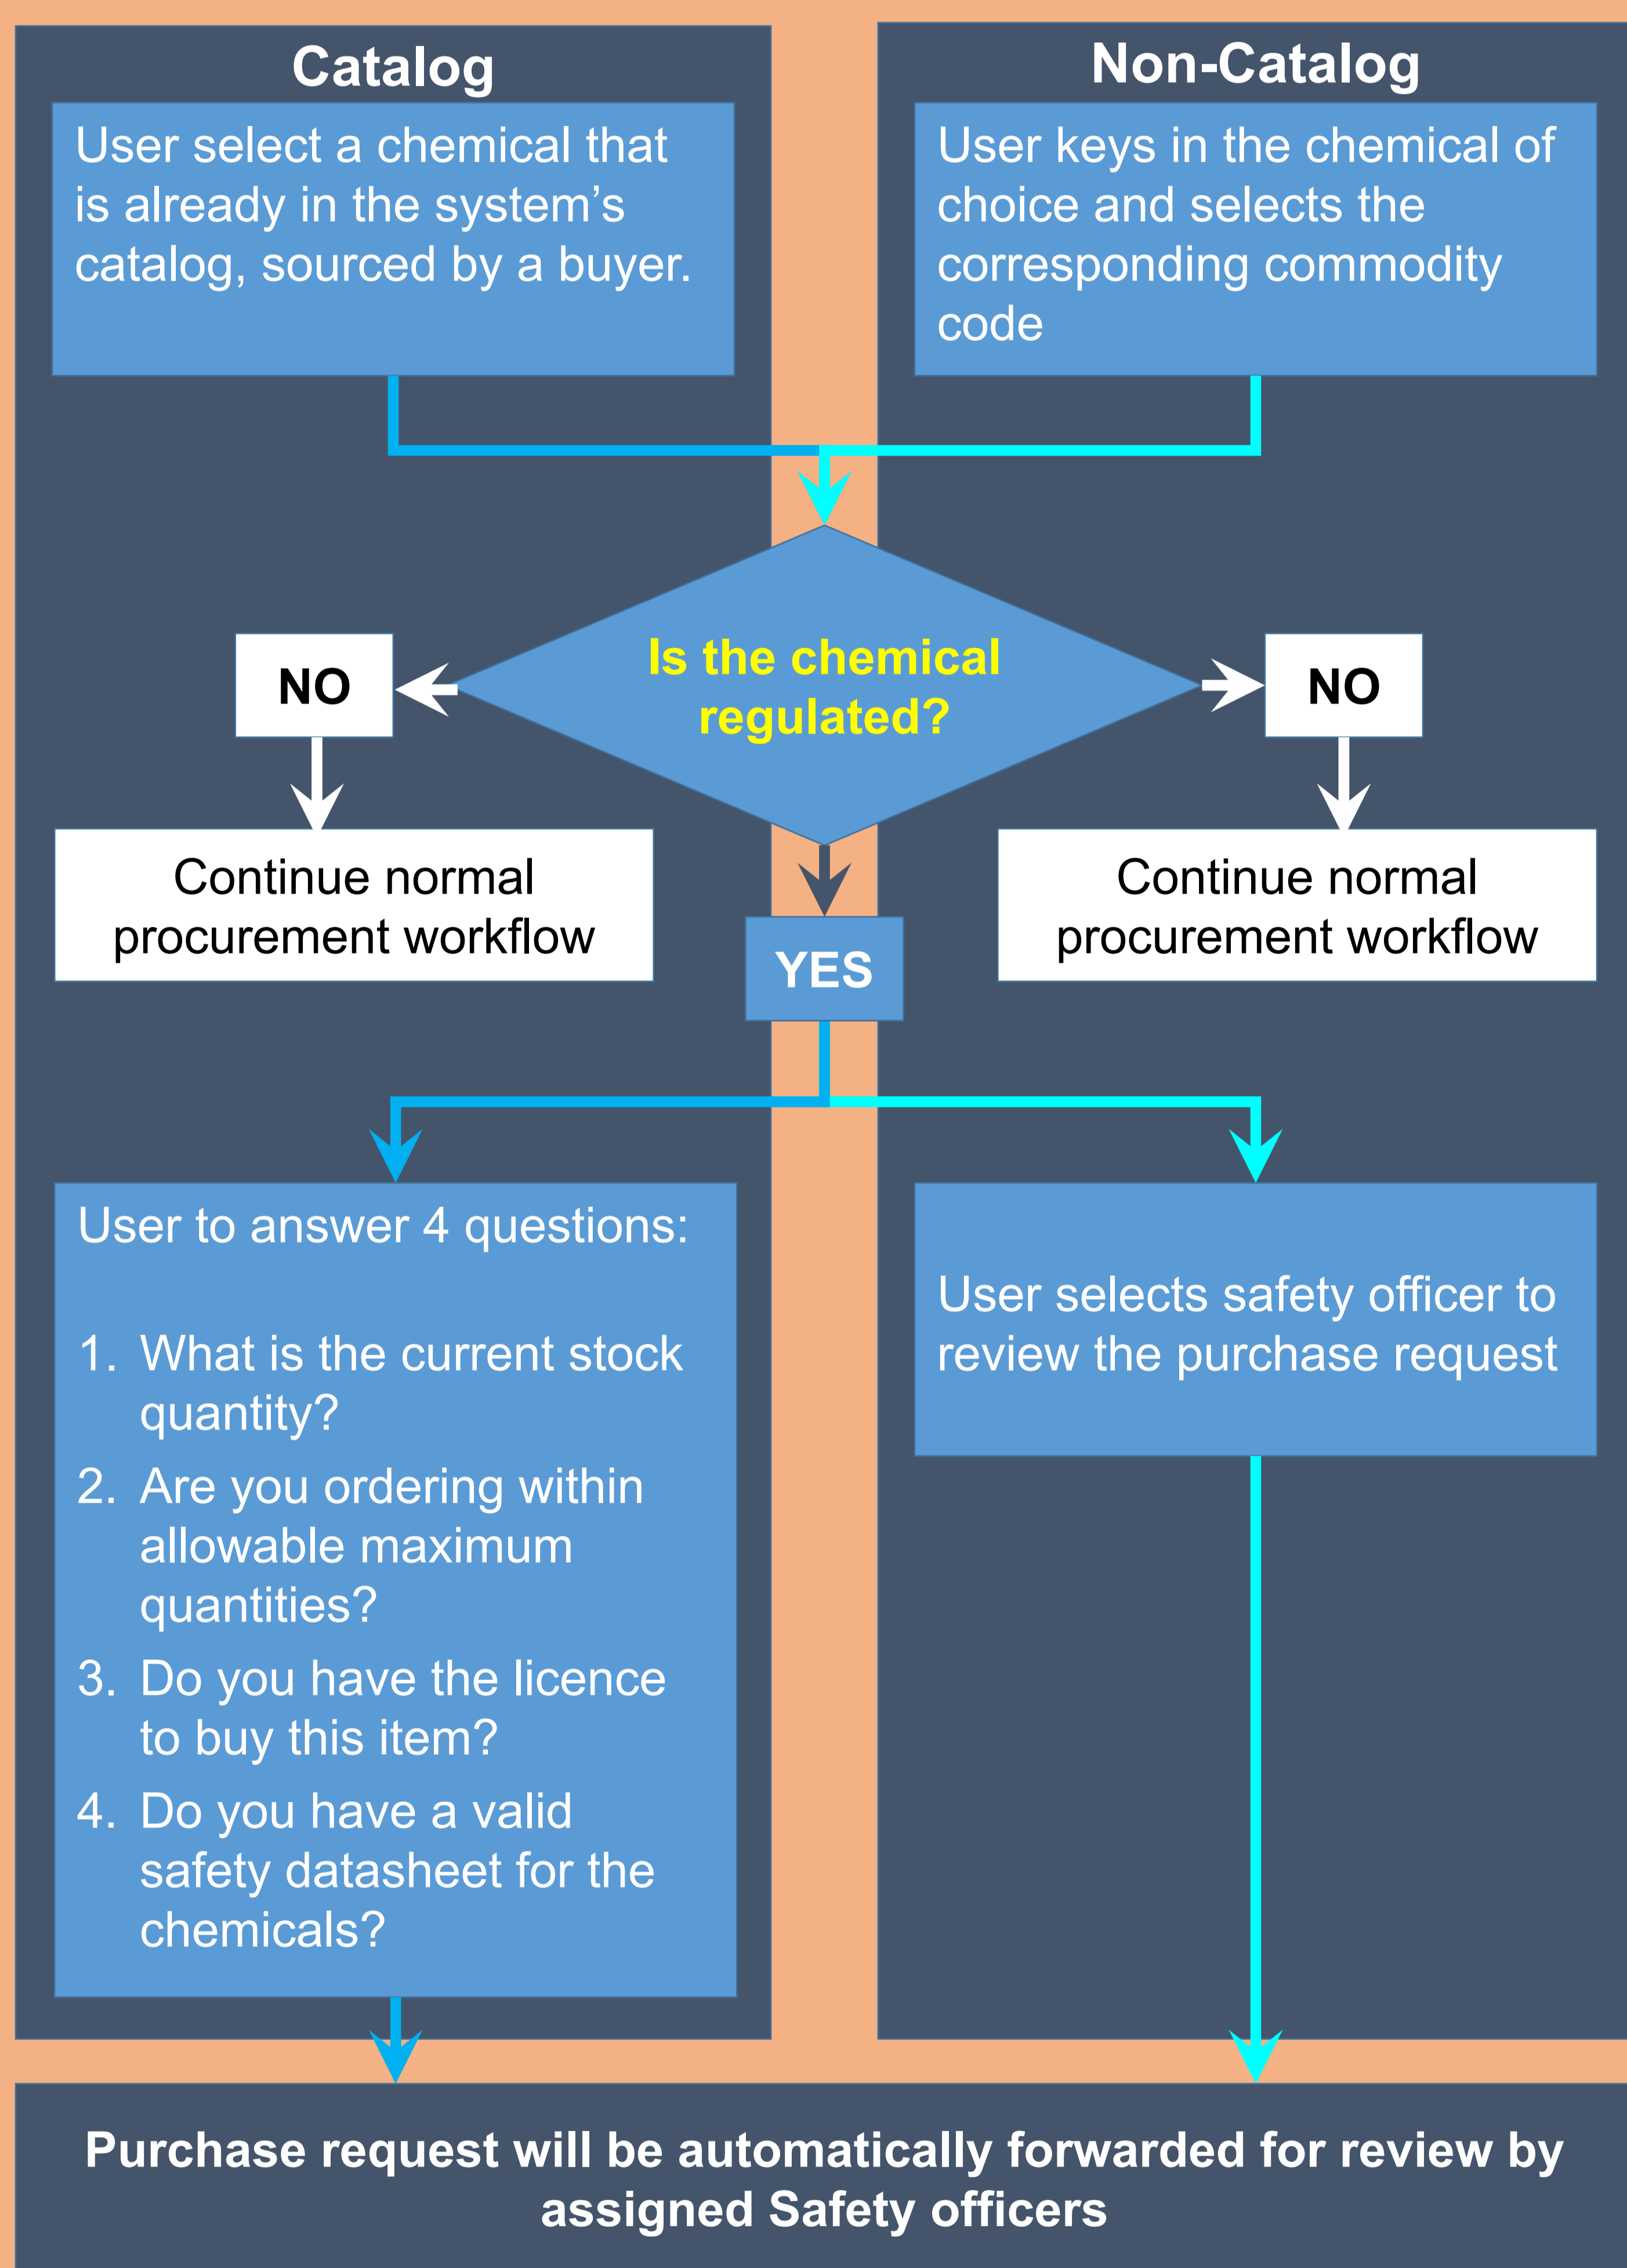 Catalog
User select a chemical that
is already in the system’s
catalog, sourced by a buyer.
Non-Catalog
User keys in the chemical of
choice and selects the
corresponding commodity
code
Is the chemical
regulated?
NO
Continue normal
procurement workflow
NO
Continue normal
procurement workflow
YES
User to answer 4 questions:
1. What is the current stock
quantity?
2. Are you ordering within
allowable maximum
quantities?
3. Do you have the licence
to buy this item?
4. Do you have a valid
safety datasheet for the
chemicals?
User selects safety officer to
review the purchase request
Purchase request will be automatically forwarded for review by
assigned Safety officers